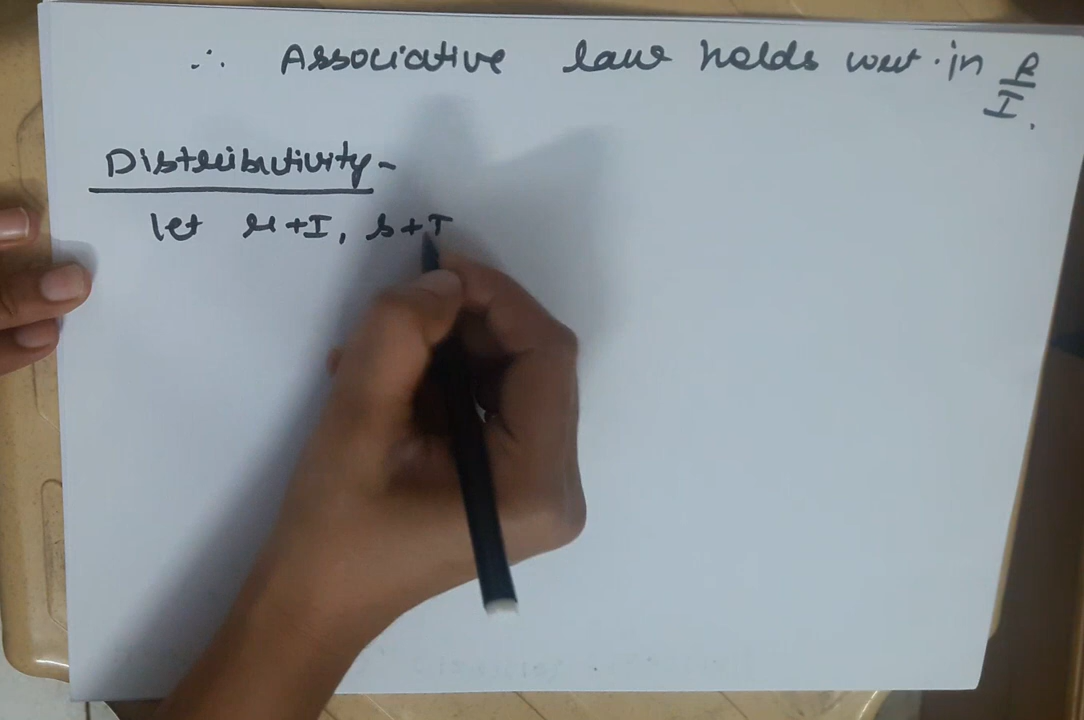 ∴ Associative law holds wrt · in R/I.
Distributivity -
let r + I, s + I